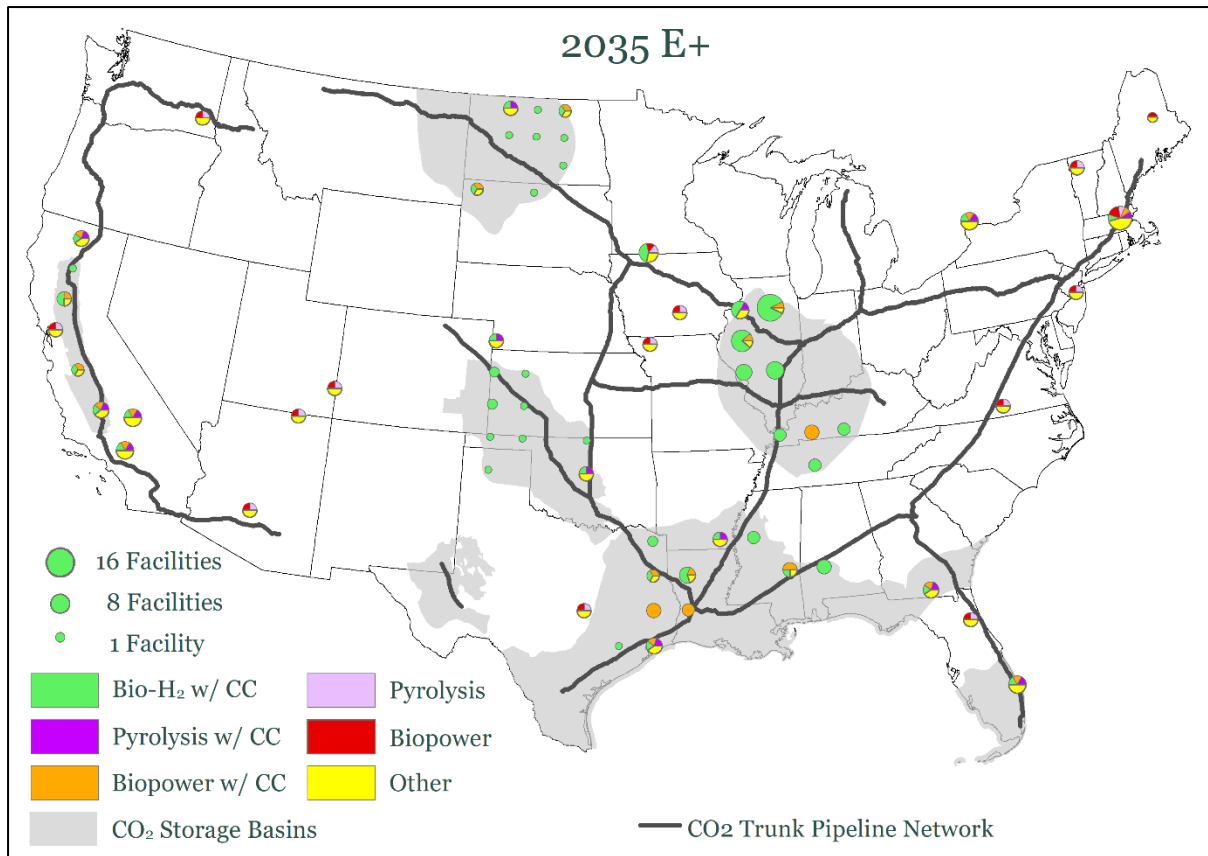 2035 E+
16 Facilities
8 Facilities
1 Facility
Bio-H₂ w/ CC
Pyrolysis
Pyrolysis w/ CC
Biopower
Biopower w/ CC
Other
CO₂ Storage Basins
CO2 Trunk Pipeline Network